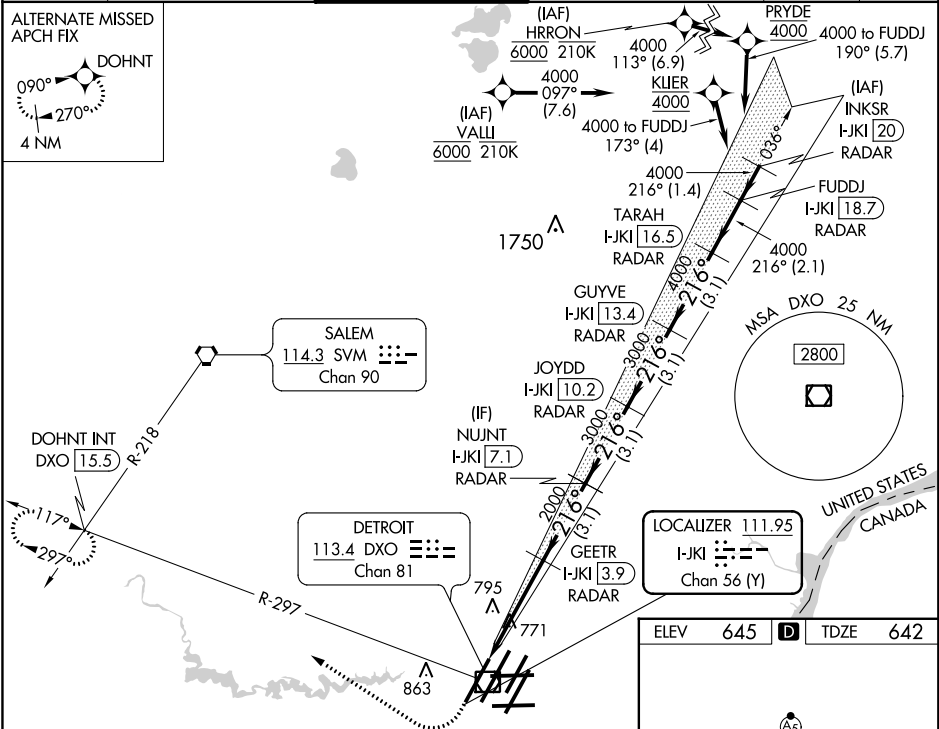 ALTERNATE MISSED
APCH FIX
DOHNT
090°
270°
4 NM
(IAF)
HRRON
6000 210K
4000
113° (6.9)
PRYDE
4000
4000 to FUDDJ
190° (5.7)
4000
097°
(7.6)
(IAF)
VALLI
6000 210K
KLIER
4000
4000 to FUDDJ
173° (4)
(IAF)
INKSR
I-JKI 20
RADAR
036°
4000
216° (1.4)
FUDDJ
I-JKI 18.7
RADAR
TARAH
I-JKI 16.5
RADAR
4000
216° (2.1)
1750
4000
216°
(3.1)
GUYVE
I-JKI 13.4
RADAR
MSA DXO 25 NM
2800
3000
216°
(3.1)
SALEM
114.3 SVM
Chan 90
JOYDD
I-JKI 10.2
RADAR
3000
216°
(3.1)
(IF)
NUJNT
I-JKI 7.1
RADAR
DOHNT INT
DXO 15.5
R-218
2000
216°
(3.1)
UNITED STATES
CANADA
117°
297°
DETROIT
113.4 DXO
Chan 81
LOCALIZER 111.95
I-JKI
Chan 56 (Y)
GEETR
I-JKI 3.9
RADAR
R-297
795
771
863
ELEV 645 D TDZE 642
A5